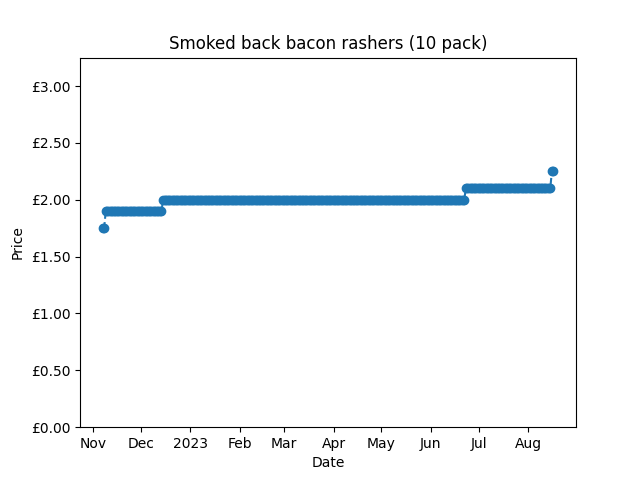 Smoked back bacon rashers (10 pack)
£3.00
£2.50
£2.00
£1.50
£1.00
£0.50
£0.00
Price
Nov Dec 2023 Feb Mar Apr May Jun Jul Aug
Date